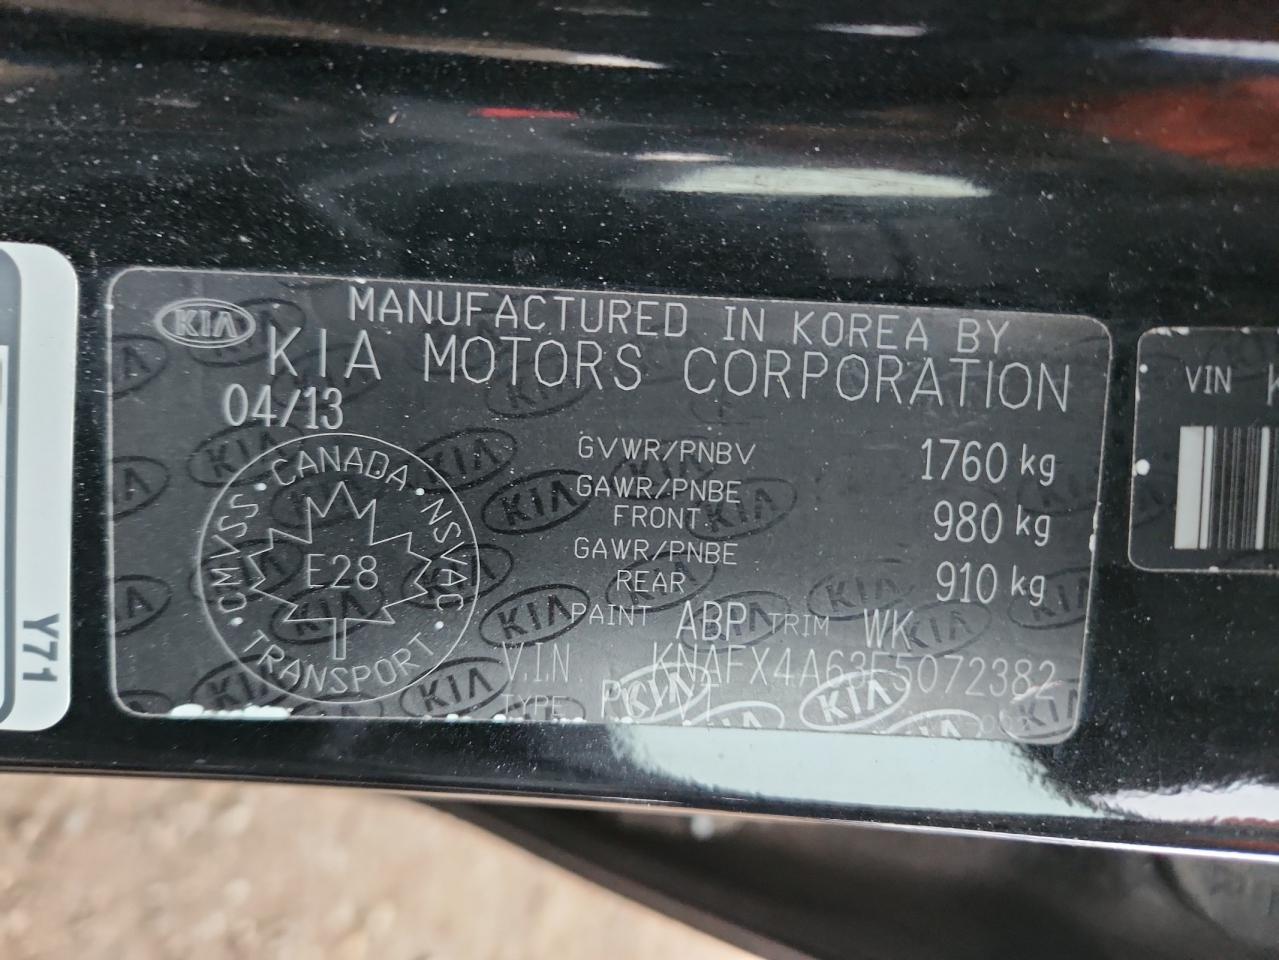 KIA
MANUFACTURED IN KOREA BY
KIA MOTORS CORPORATION
04/13
GVWR/PNBV 1760 kg
GAWR/PNBE
FRONT 980 kg
GAWR/PNBE
REAR 910 kg
PAINT ABP TRIM WK
V.I.N KNAFX4A63E5072382
TYPE
CANADA
CMVSS NSVAC
E28
TRANSPORT
VIN
Y71